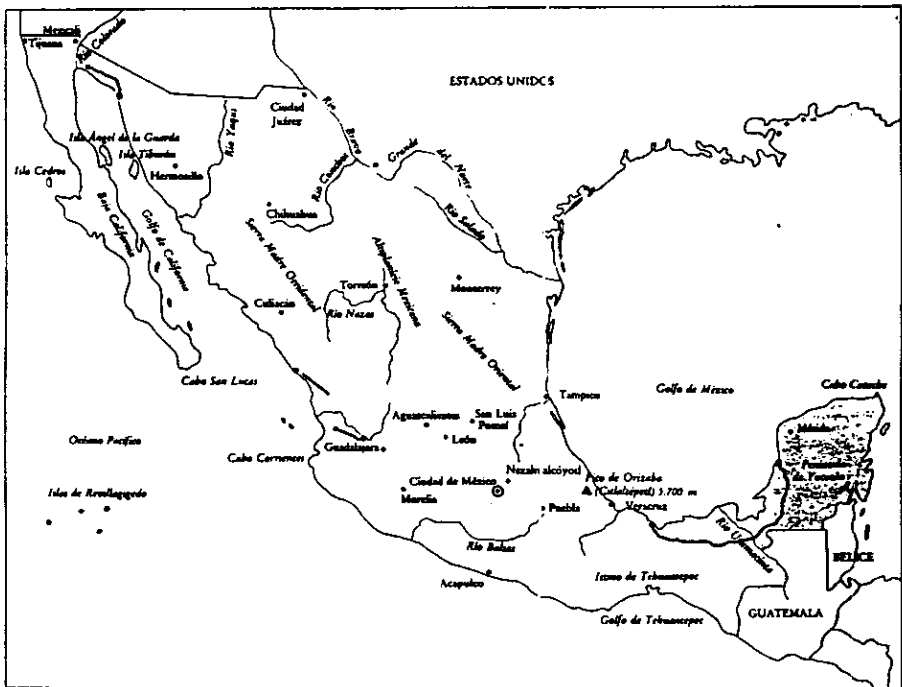 Mexicali
Tijuana
Río Colorado
ESTADOS UNIDOS
Ciudad
Juárez
Río
Bravo
Grande
del Norte
Río Yaqui
Isla Ángel de la Guarda
Isla Tiburón
Isla Cedros
Hermosillo
Río Conchos
Chihuahua
Río Salado
Baja California
Golfo de California
Sierra Madre Occidental
Altiplanicie Mexicana
Torreón
Monterrey
Culiacán
Río Nazas
Sierra Madre Oriental
Cabo San Lucas
Tampico
Golfo de México
Cabo Catoche
Aguascalientes
San Luis
Potosí
Mérida
Océano Pacífico
León
Guadalajara
Península
de Yucatán
Cabo Corrientes
Nezahualcóyotl
Ciudad de México
Pico de Orizaba
(Citlaltépetl) 5.700 m
Islas de Revillagigedo
Morelia
Veracruz
Puebla
Río Usumacinta
Río Balsas
BELICE
Istmo de Tehuantepec
Acapulco
GUATEMALA
Golfo de Tehuantepec